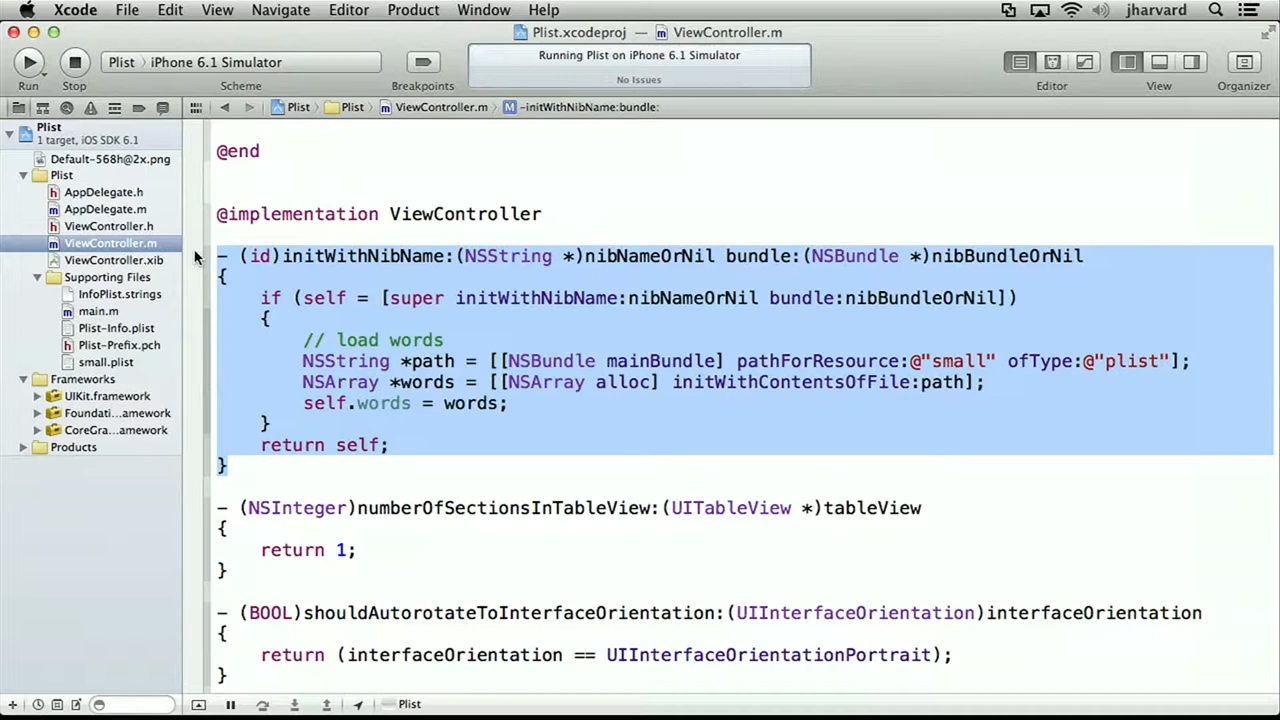 Xcode File Edit View Navigate Editor Product Window Help jharvard
Plist.xcodeproj — ViewController.m
Run Stop Plist iPhone 6.1 Simulator Scheme Breakpoints
Running Plist on iPhone 6.1 Simulator
No Issues
Editor View Organizer
Plist Plist ViewController.m M -initWithNibName:bundle:
Plist
1 target, iOS SDK 6.1
Default-568h@2x.png
Plist
h AppDelegate.h
m AppDelegate.m
h ViewController.h
m ViewController.m
ViewController.xib
Supporting Files
InfoPlist.strings
m main.m
Plist-Info.plist
h Plist-Prefix.pch
small.plist
Frameworks
UIKit.framework
Foundati...amework
CoreGra...amework
Products
@end
@implementation ViewController
- (id)initWithNibName:(NSString *)nibNameOrNil bundle:(NSBundle *)nibBundleOrNil
{
if (self = [super initWithNibName:nibNameOrNil bundle:nibBundleOrNil])
{
// load words
NSString *path = [[NSBundle mainBundle] pathForResource:@"small" ofType:@"plist"];
NSArray *words = [[NSArray alloc] initWithContentsOfFile:path];
self.words = words;
}
return self;
}
- (NSInteger)numberOfSectionsInTableView:(UITableView *)tableView
{
return 1;
}
- (BOOL)shouldAutorotateToInterfaceOrientation:(UIInterfaceOrientation)interfaceOrientation
{
return (interfaceOrientation == UIInterfaceOrientationPortrait);
}
Plist